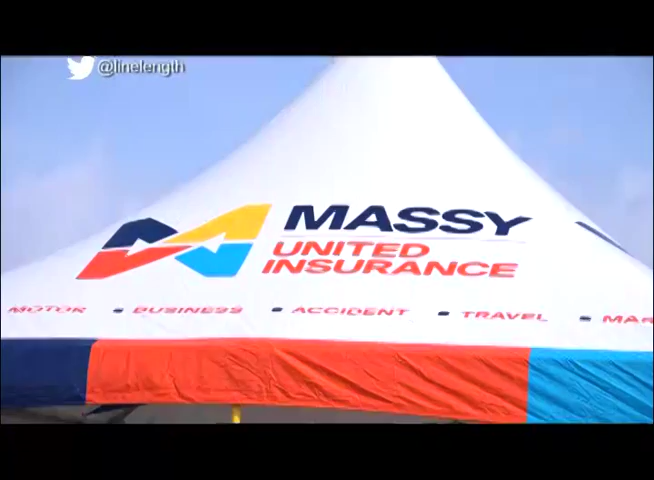 @linelength
MASSY
UNITED
INSURANCE
MOTOR BUSINESS ACCIDENT TRAVEL